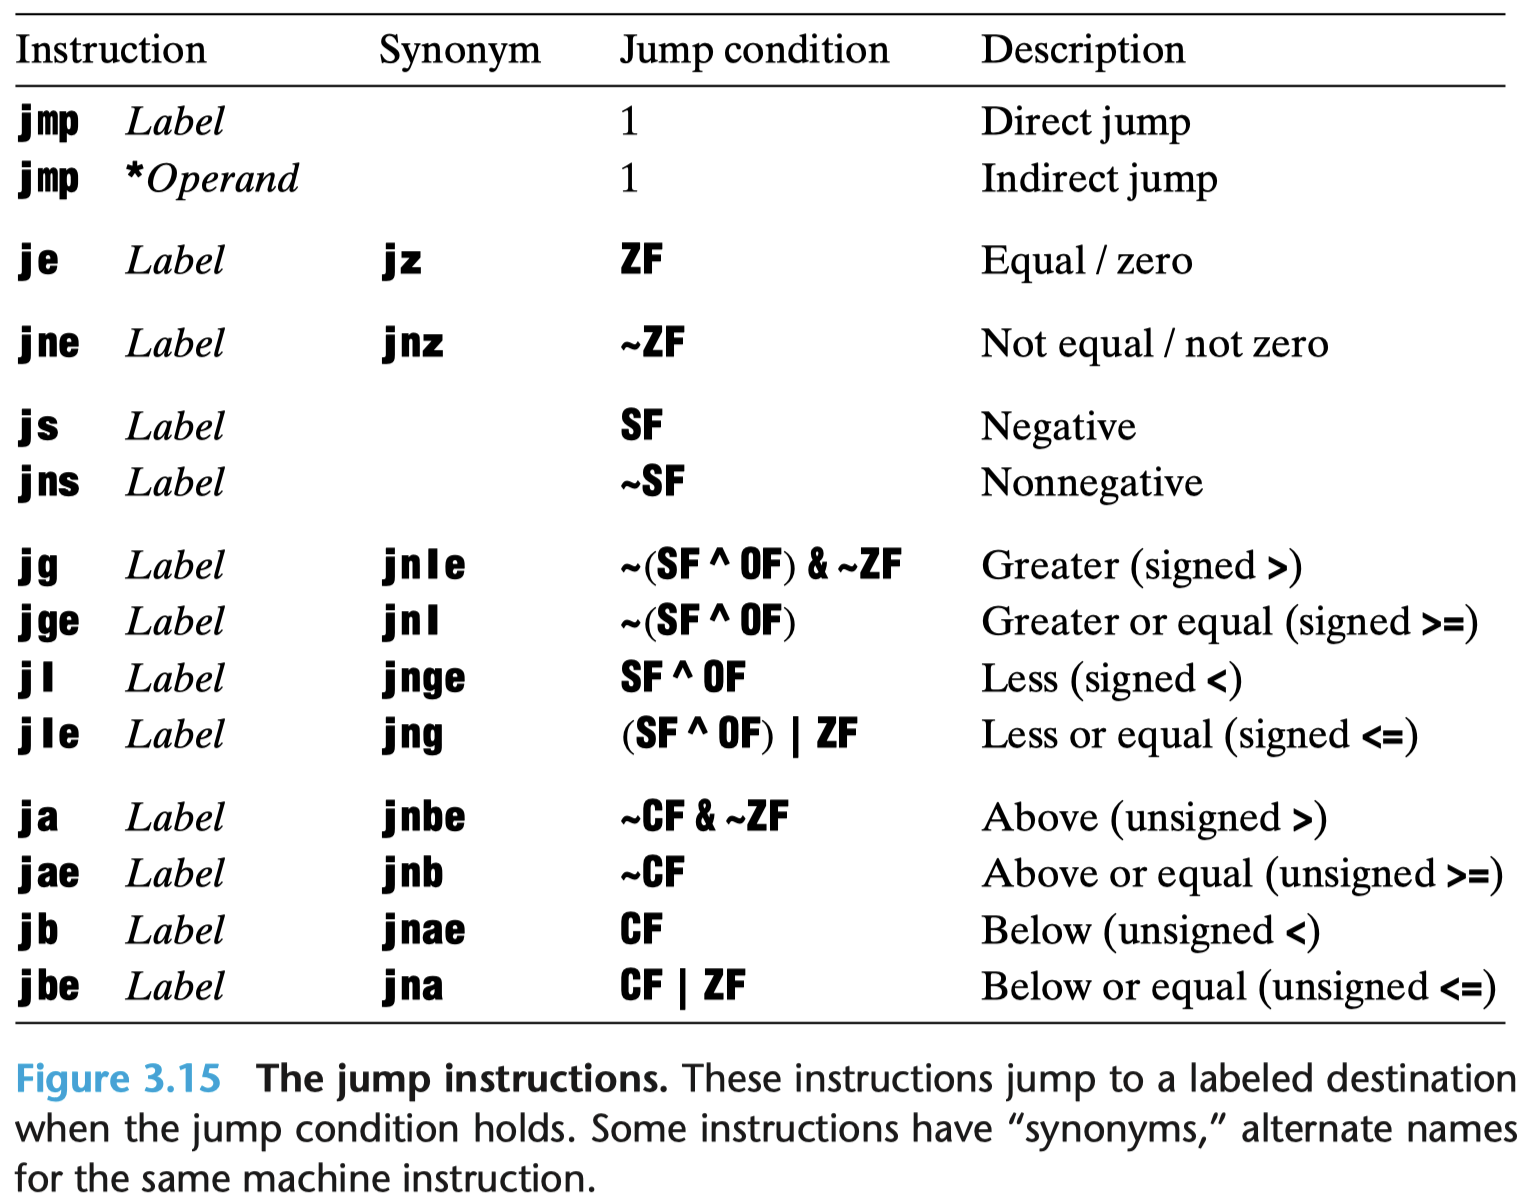 Instruction Synonym Jump condition Description
jmp Label 1 Direct jump
jmp *Operand 1 Indirect jump
je Label jz ZF Equal / zero
jne Label jnz ~ZF Not equal / not zero
js Label SF Negative
jns Label ~SF Nonnegative
jg Label jnle ~(SF ^ OF) & ~ZF Greater (signed >)
jge Label jnl ~(SF ^ OF) Greater or equal (signed >=)
jl Label jnge SF ^ OF Less (signed <)
jle Label jng (SF ^ OF) | ZF Less or equal (signed <=)
ja Label jnbe ~CF & ~ZF Above (unsigned >)
jae Label jnb ~CF Above or equal (unsigned >=)
jb Label jnae CF Below (unsigned <)
jbe Label jna CF | ZF Below or equal (unsigned <=)
Figure 3.15 The jump instructions. These instructions jump to a labeled destination
when the jump condition holds. Some instructions have “synonyms,” alternate names
for the same machine instruction.